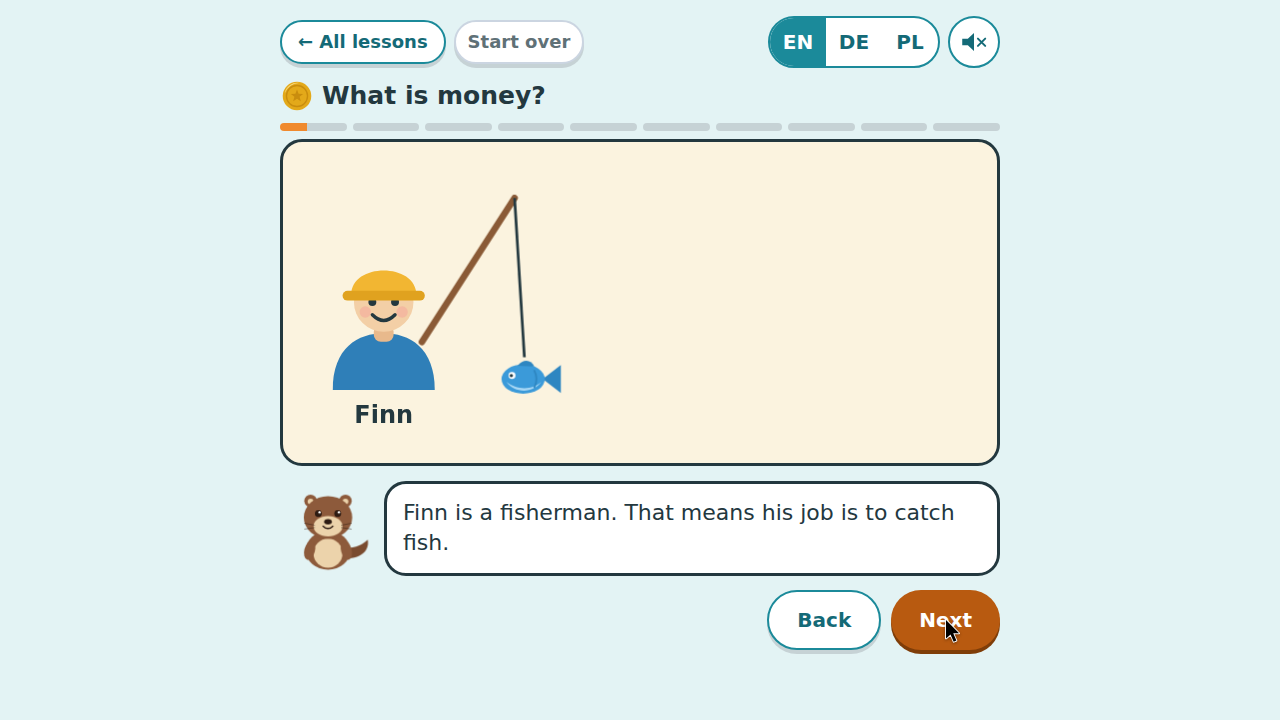 ← All lessons
Start over
EN DE PL
What is money?
Finn
Finn is a fisherman. That means his job is to catch
fish.
Back
Next